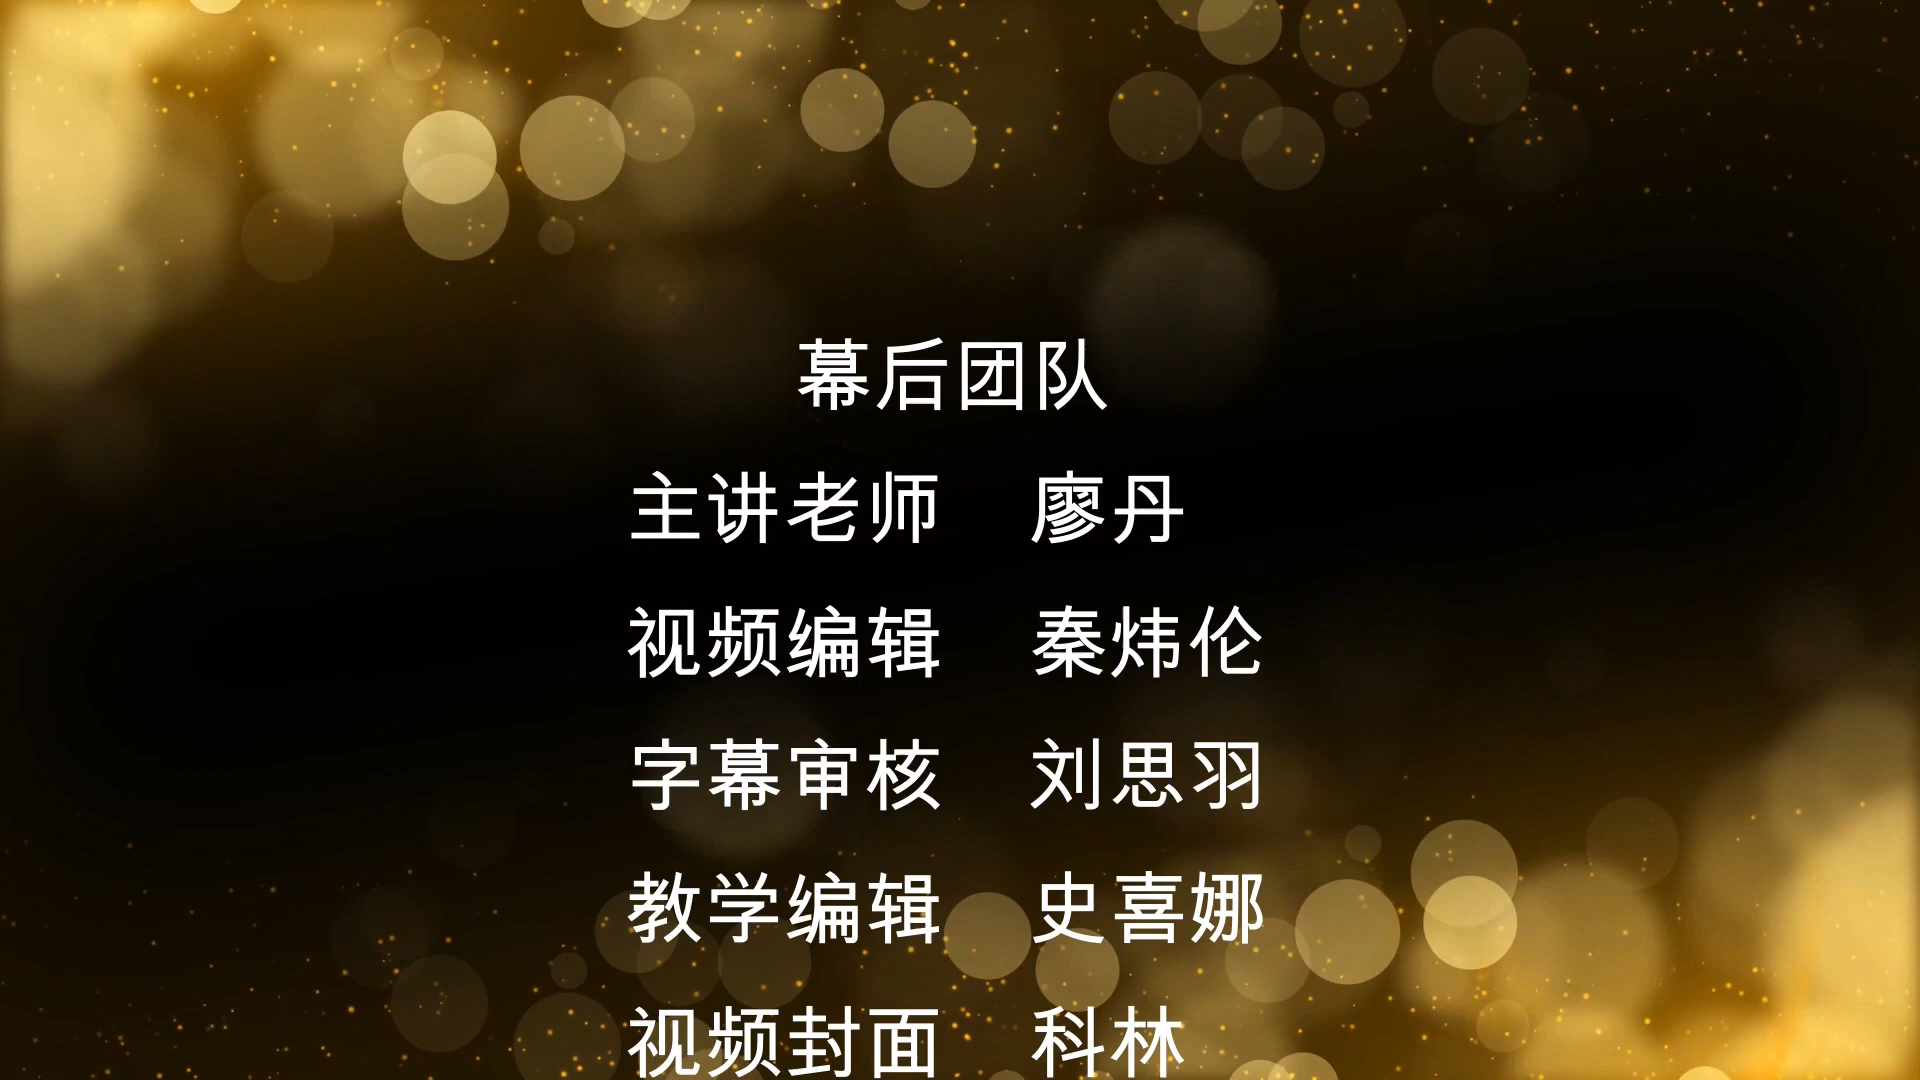 幕后团队
主讲老师 廖丹
视频编辑 秦炜伦
字幕审核 刘思羽
教学编辑 史喜娜
视频封面 科林